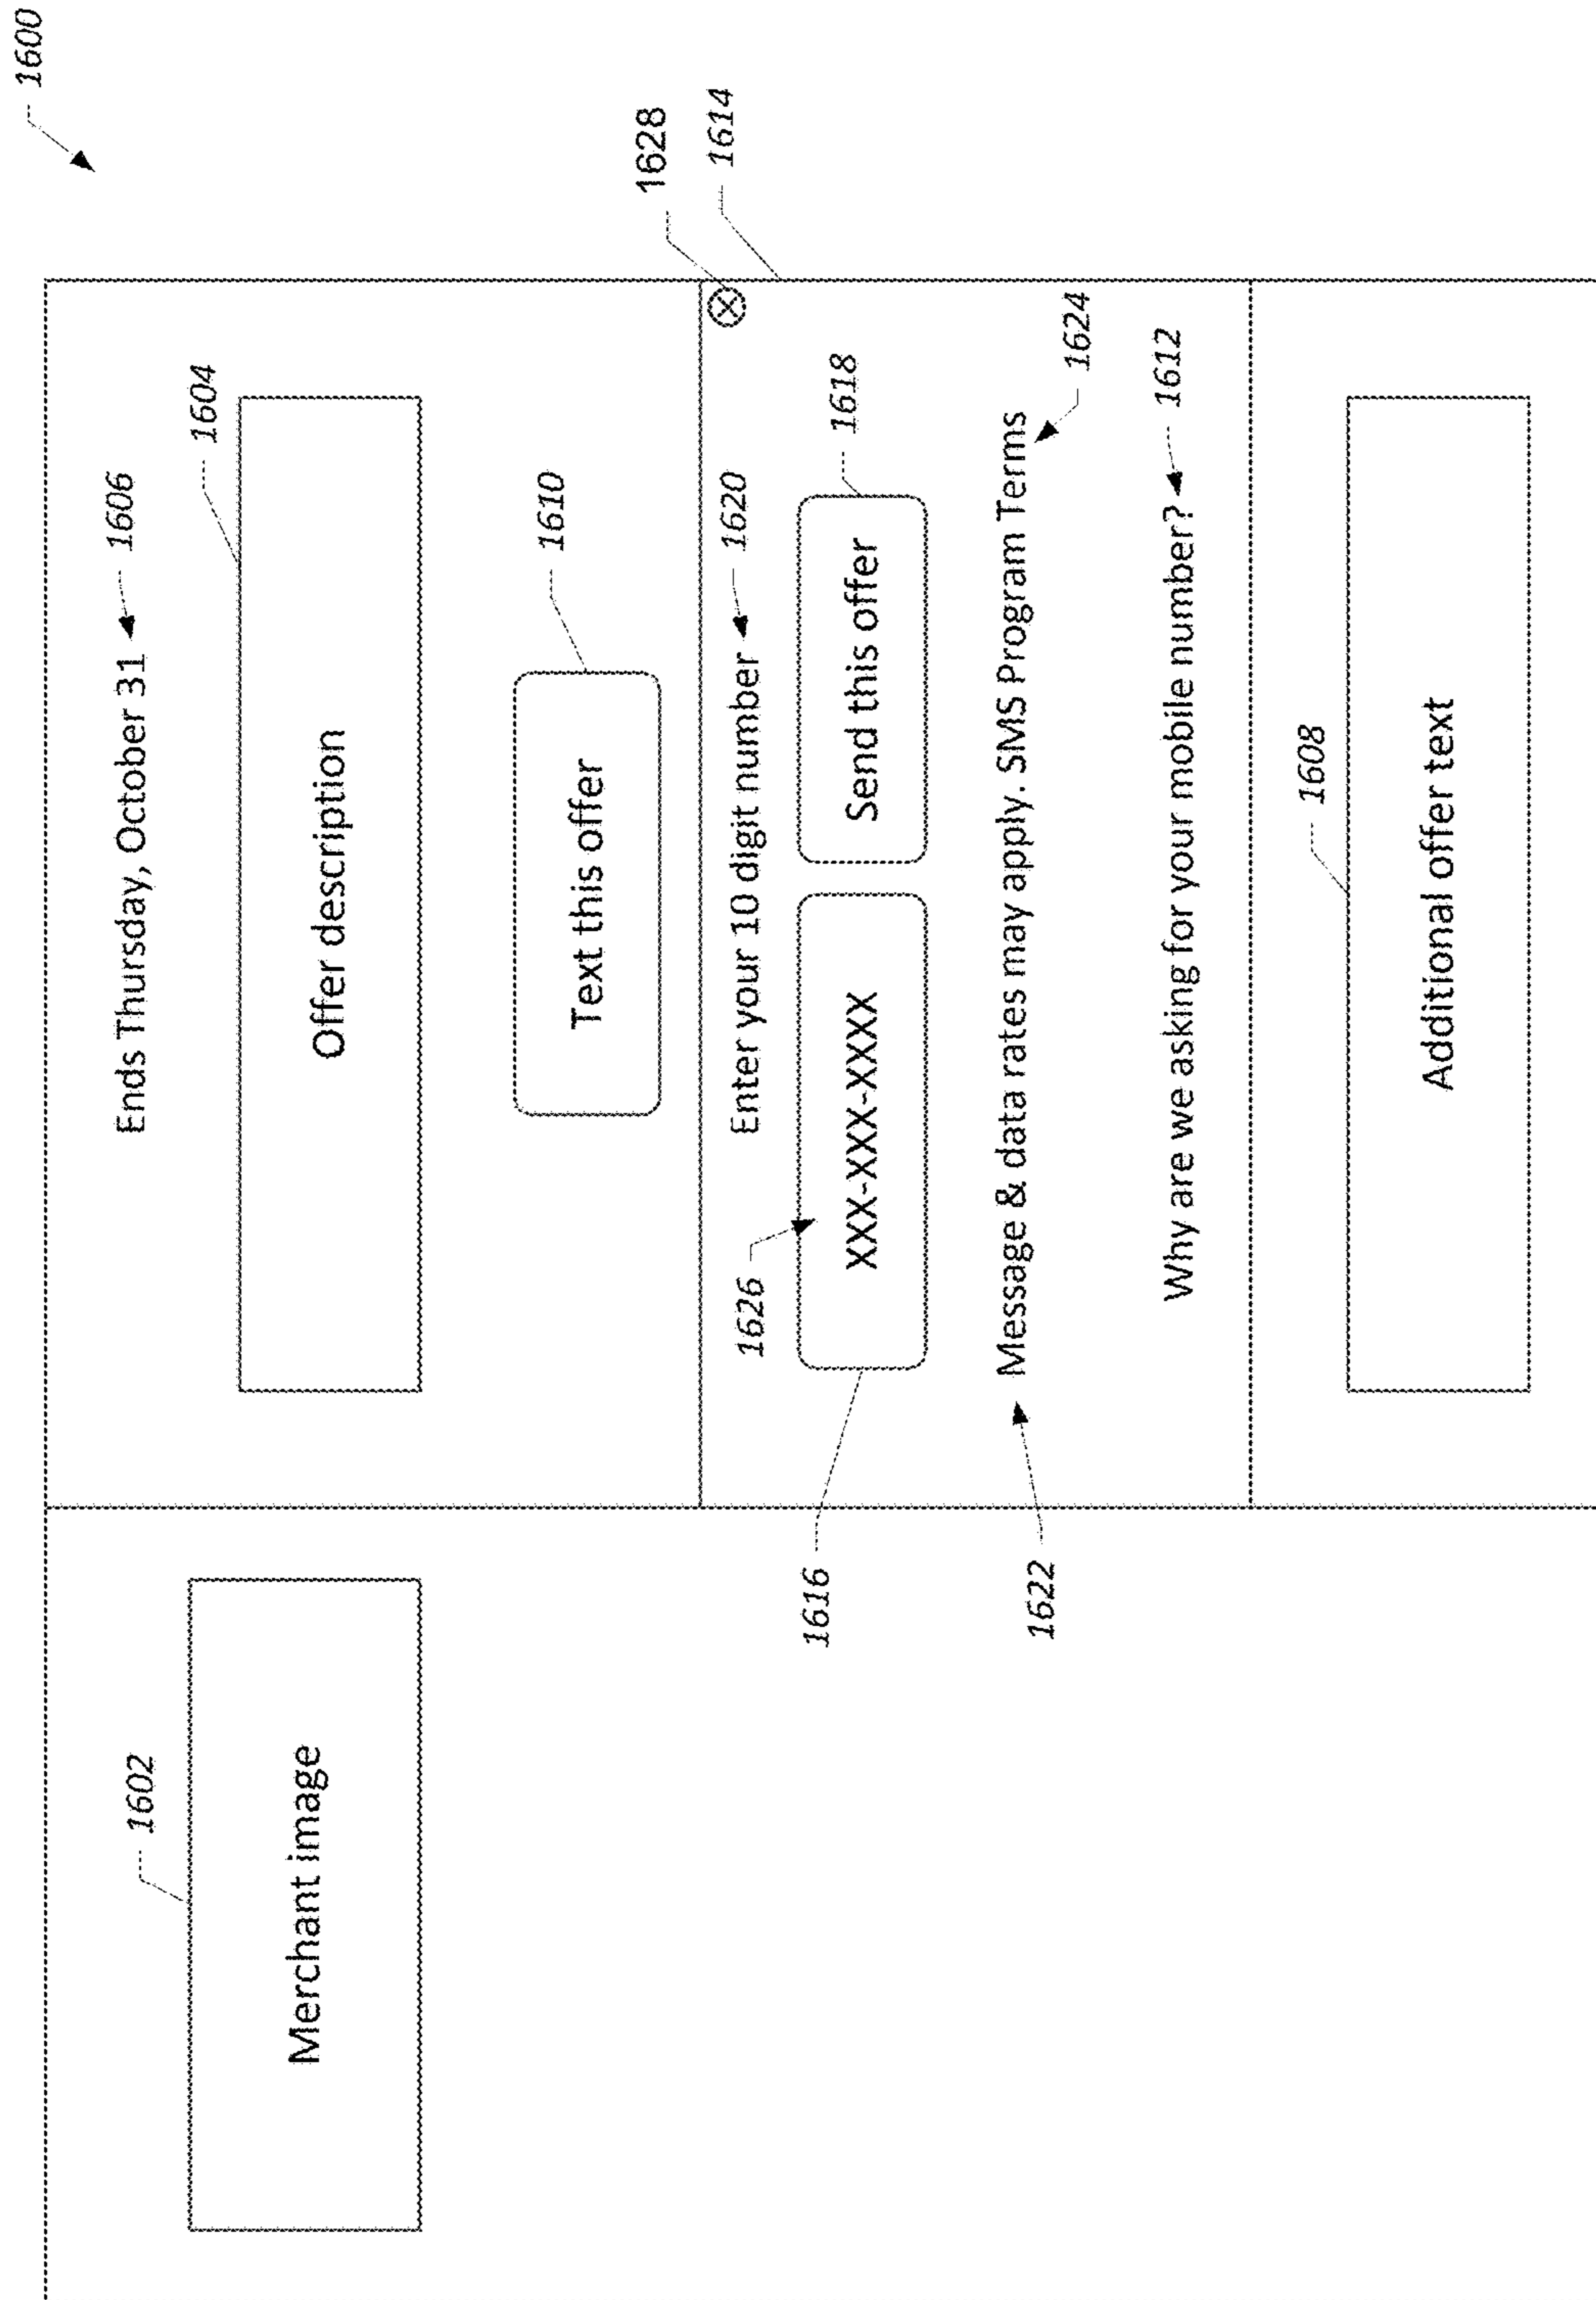 1600
Ends Thursday, October 31 1606
1602
1604
Merchant image
Offer description
1610
Text this offer
1628
1614
Enter your 10 digit number 1620
1626
1616
XXX-XXX-XXXX
Send this offer
1618
1622
Message & data rates may apply. SMS Program Terms
1624
Why are we asking for your mobile number? 1612
1608
Additional offer text